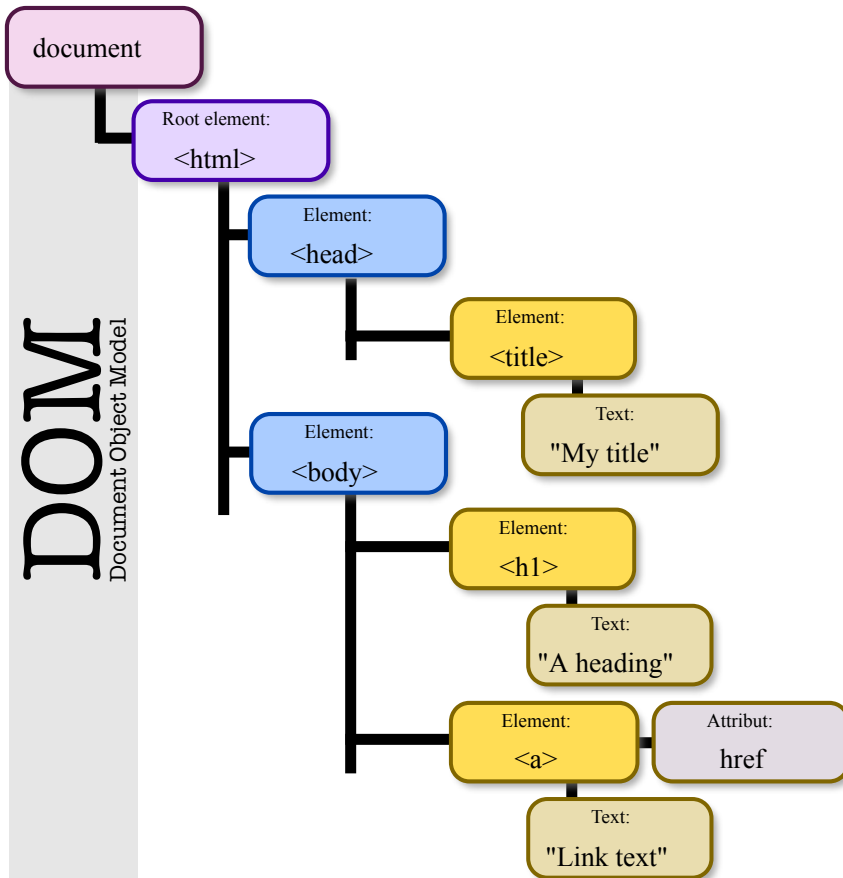 document
Root element:
<html>
Element:
<head>
Element:
<title>
Text:
"My title"
Element:
<body>
Element:
<h1>
Text:
"A heading"
Element:
<a>
Attribut:
href
Text:
"Link text"
DOM
Document Object Model